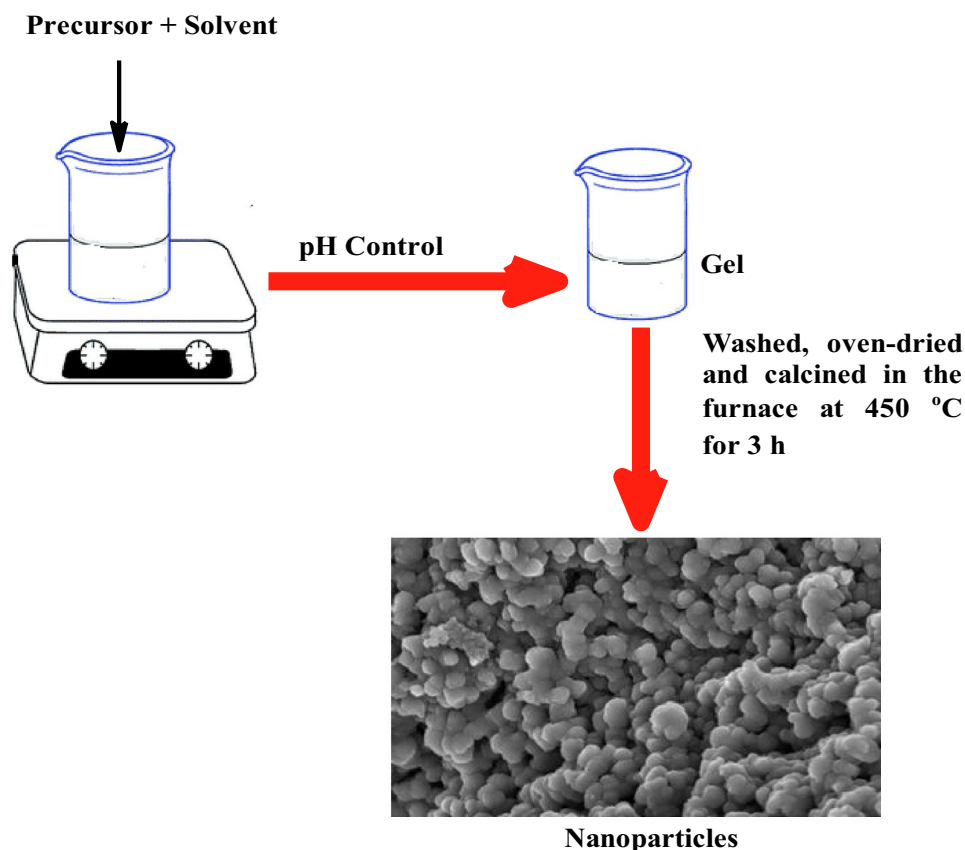 Precursor + Solvent
pH Control
Gel
Washed, oven-dried
and calcined in the
furnace at 450 °C
for 3 h
Nanoparticles